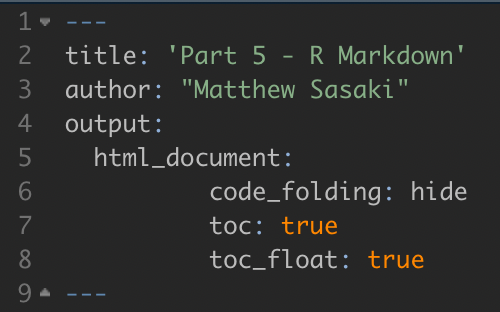 1 ---
2 title: 'Part 5 - R Markdown'
3 author: "Matthew Sasaki"
4 output:
5   html_document:
6           code_folding: hide
7           toc: true
8           toc_float: true
9 ---